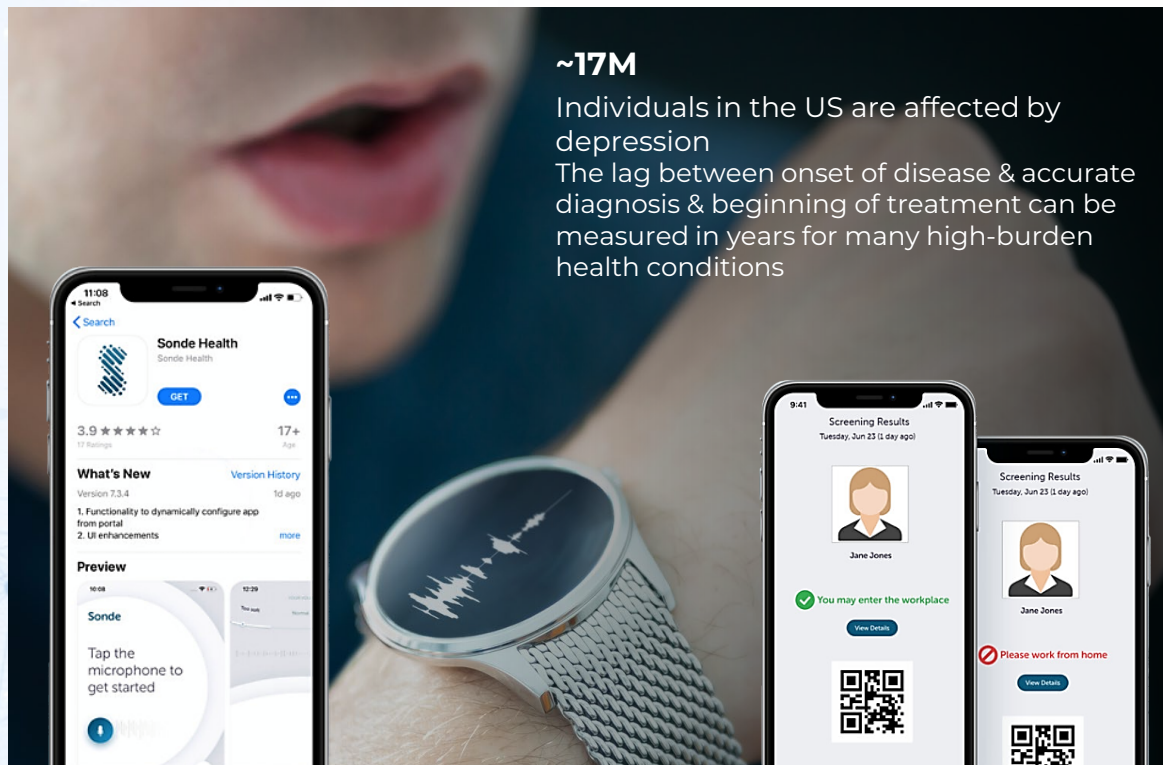 ~17M
Individuals in the US are affected by
depression
The lag between onset of disease & accurate
diagnosis & beginning of treatment can be
measured in years for many high-burden
health conditions
11:08
Search
Search
Sonde Health
Sonde Health
GET
3.9 ★★★★☆
17+
17 Ratings
Age
What's New
Version History
Version 7.3.4
1d ago
1. Functionality to dynamically configure app
from portal
2. UI enhancements
more
Preview
10:08
Sonde
Tap the
microphone to
get started
12:29
Normal
9:41
Screening Results
Tuesday, Jun 23 (1 day ago)
Jane Jones
You may enter the workplace
View Details
Screening Results
Tuesday, Jun 23 (1 day ago)
Jane Jones
Please work from home
View Details